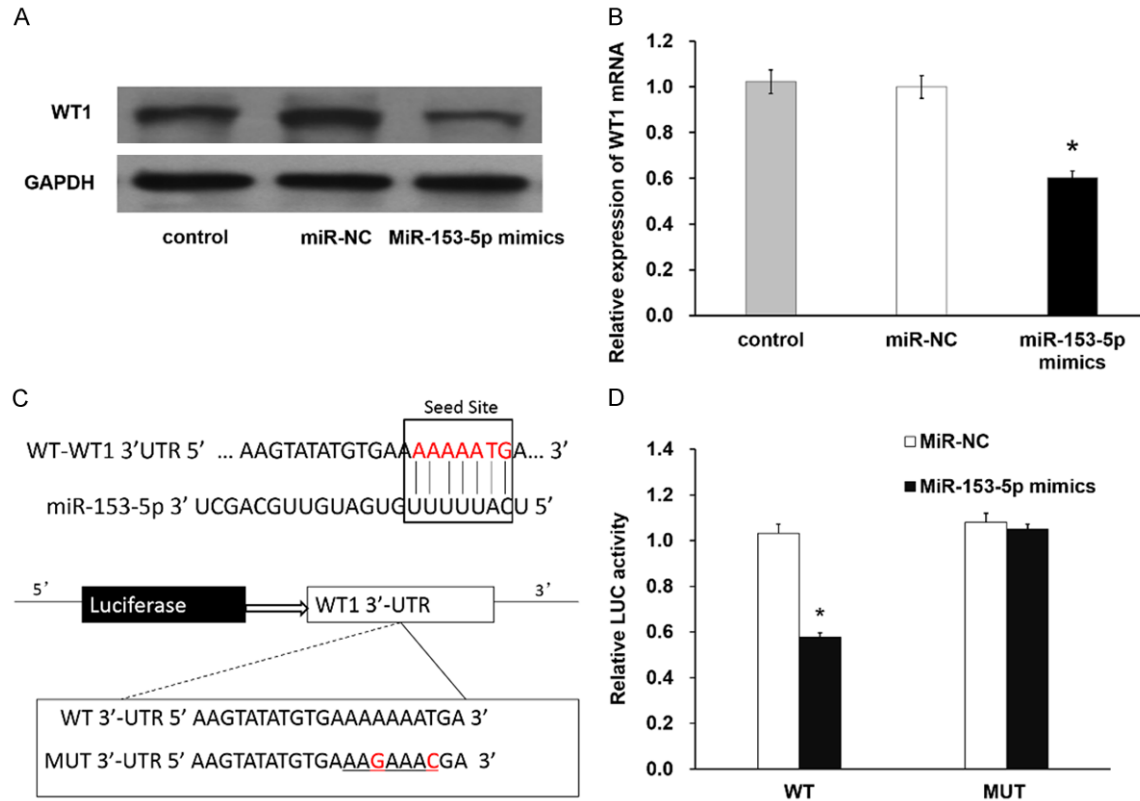 A
WT1
GAPDH
control miR-NC MiR-153-5p mimics
B
Relative expression of WT1 mRNA
1.2
1.0
0.8
0.6
0.4
0.2
0.0
*
control miR-NC miR-153-5p
mimics
C
Seed Site
WT-WT1 3’UTR 5’ ... AAGTATATGTGAAAAAAATGA... 3’
miR-153-5p 3’ UCGACGUUGUAGUGUUUUUACU 5’
5’ 3’
Luciferase WT1 3’-UTR
WT 3’-UTR 5’ AAGTATATGTGAAAAAAATGA 3’
MUT 3’-UTR 5’ AAGTATATGTGAAAGAAACGA 3’
D
Relative LUC activity
1.4
1.2
1.0
0.8
0.6
0.4
0.2
0.0
MiR-NC
MiR-153-5p mimics
*
WT MUT